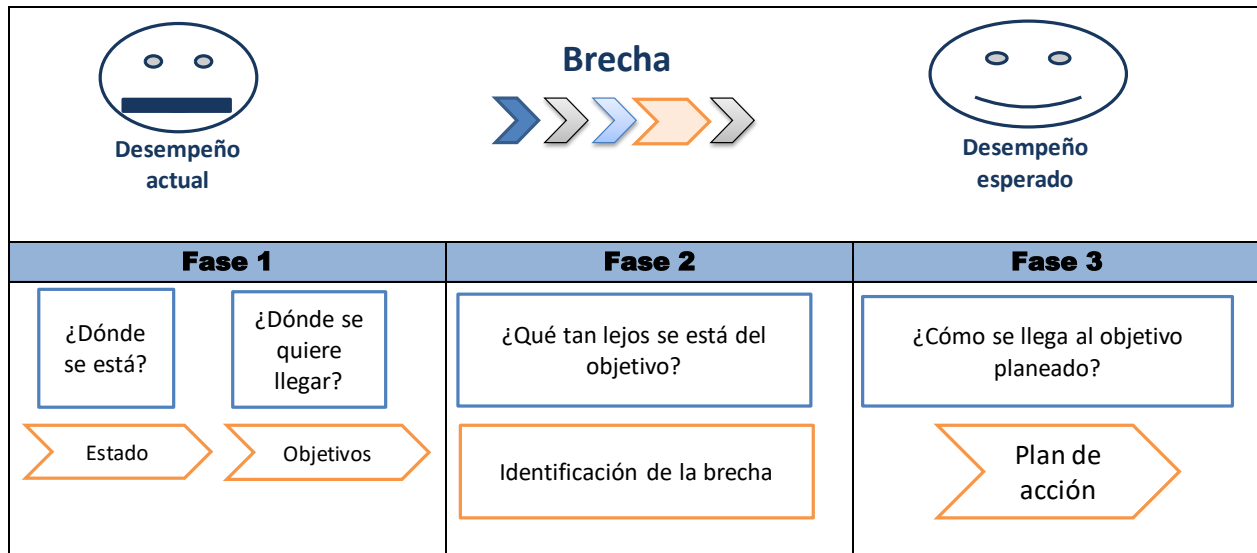 Desempeño
actual
Brecha
Desempeño
esperado
Fase 1
Fase 2
Fase 3
¿Dónde
se está?
¿Dónde se
quiere
llegar?
¿Qué tan lejos se está del
objetivo?
¿Cómo se llega al objetivo
planeado?
Estado
Objetivos
Identificación de la brecha
Plan de
acción